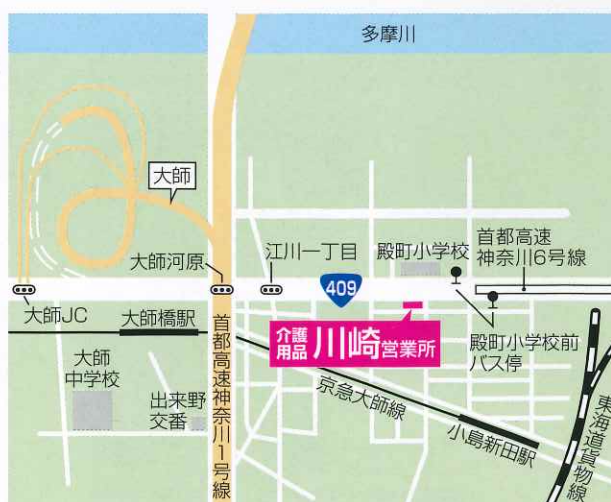 多摩川
大師
大師河原
江川一丁目
殿町小学校
首都高速
神奈川6号線
409
大師JC
大師橋駅
介護
用品
川崎営業所
殿町小学校前
バス停
大師
中学校
出来野
交番
首都高速神奈川1号線
京急大師線
小島新田駅
東海道貨物線